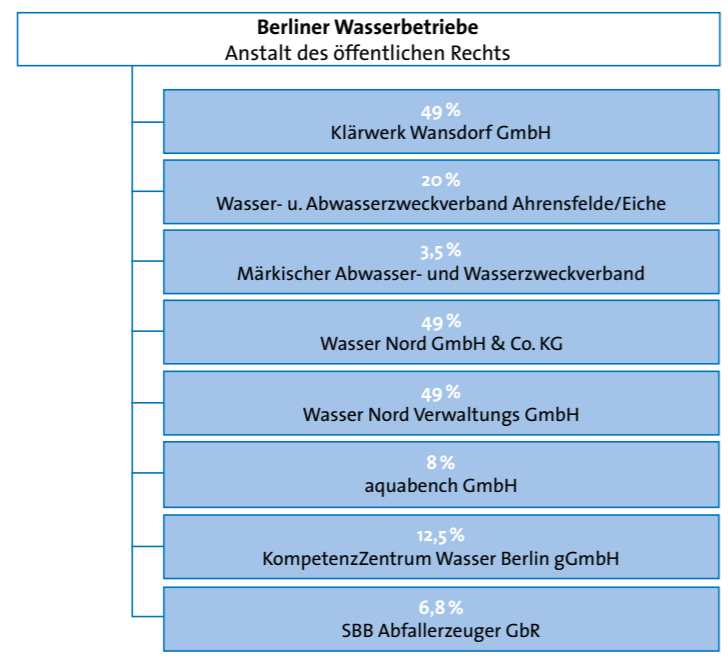 Berliner Wasserbetriebe
Anstalt des öffentlichen Rechts
49 %
Klärwerk Wansdorf GmbH
20 %
Wasser- u. Abwasserzweckverband Ahrensfelde/Eiche
3,5 %
Märkischer Abwasser- und Wasserzweckverband
49 %
Wasser Nord GmbH & Co. KG
49 %
Wasser Nord Verwaltungs GmbH
8 %
aquabench GmbH
12,5 %
KompetenzZentrum Wasser Berlin gGmbH
6,8 %
SBB Abfallerzeuger GbR